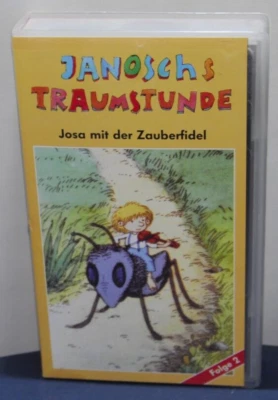 JANOSCHS
TRAUMSTUNDE
Josa mit der Zauberfidel
Folge 2